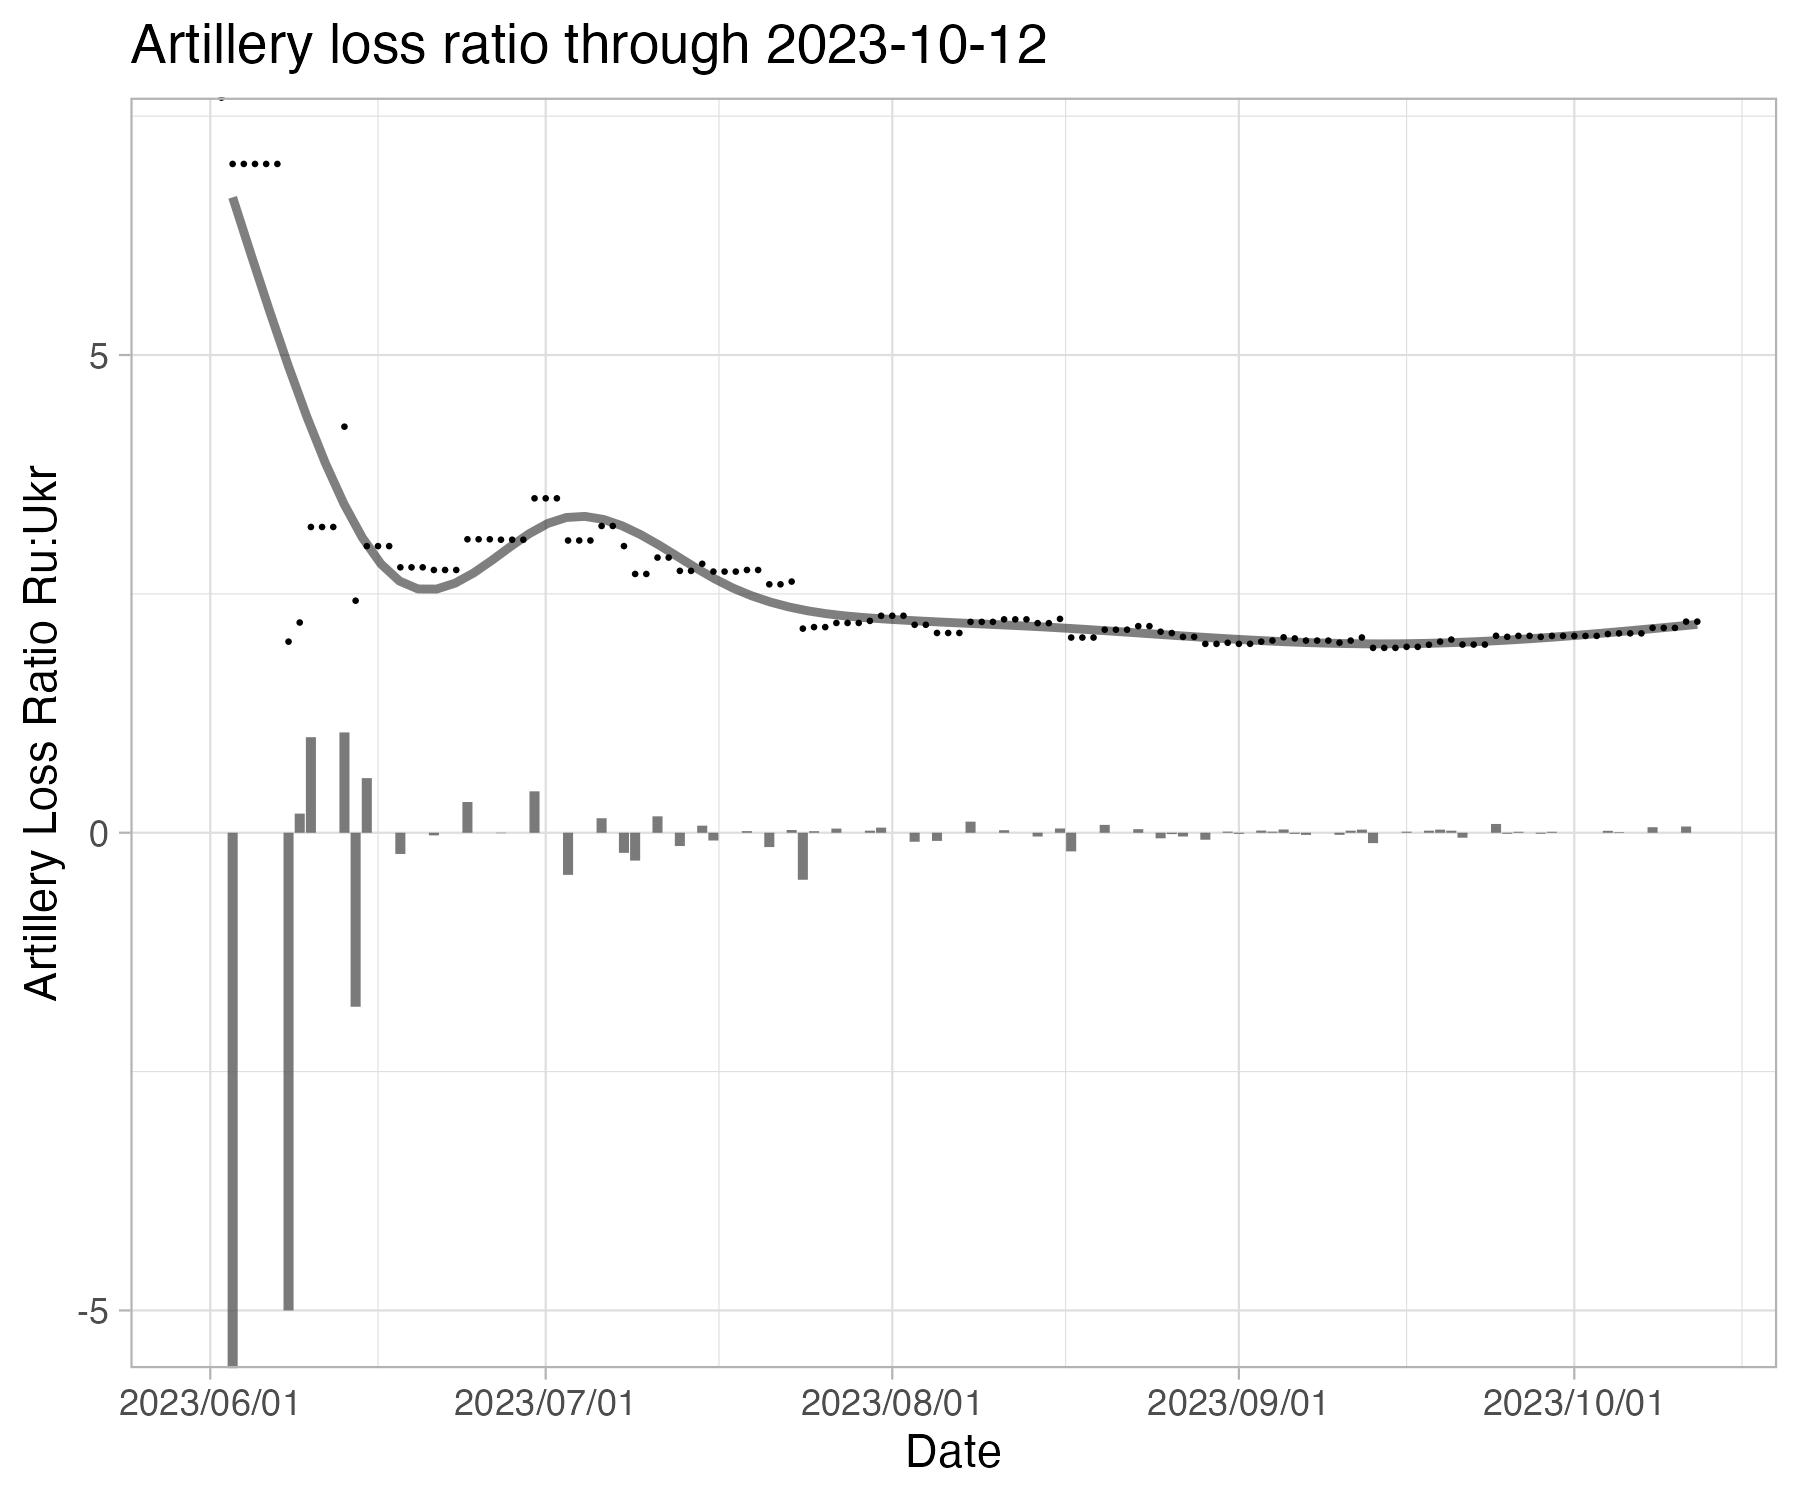 Artillery loss ratio through 2023-10-12
Artillery Loss Ratio Ru:Ukr
5
0
-5
2023/06/01 2023/07/01 2023/08/01 2023/09/01 2023/10/01
Date